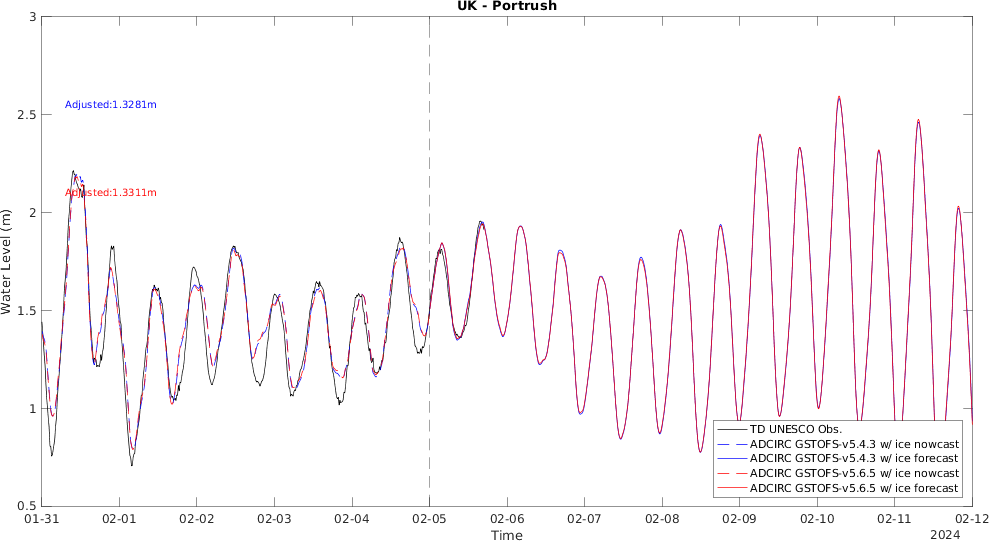 UK - Portrush
3
2.5
2
1.5
1
0.5
Water Level (m)
Adjusted:1.3281m
Adjusted:1.3311m
TD UNESCO Obs.
ADCIRC GSTOFS-v5.4.3 w/ ice nowcast
ADCIRC GSTOFS-v5.4.3 w/ ice forecast
ADCIRC GSTOFS-v5.6.5 w/ ice nowcast
ADCIRC GSTOFS-v5.6.5 w/ ice forecast
01-31 02-01 02-02 02-03 02-04 02-05 02-06 02-07 02-08 02-09 02-10 02-11 02-12
Time
2024